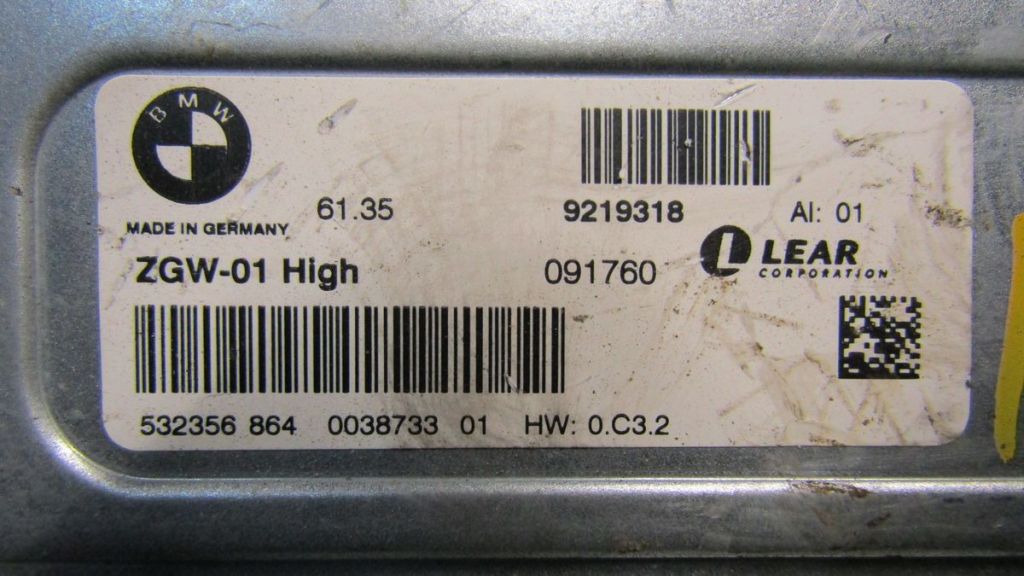 BMW
61.35
9219318
AI: 01
MADE IN GERMANY
LEAR
CORPORATION
ZGW-01 High
091760
532356 864 0038733 01 HW: 0.C3.2